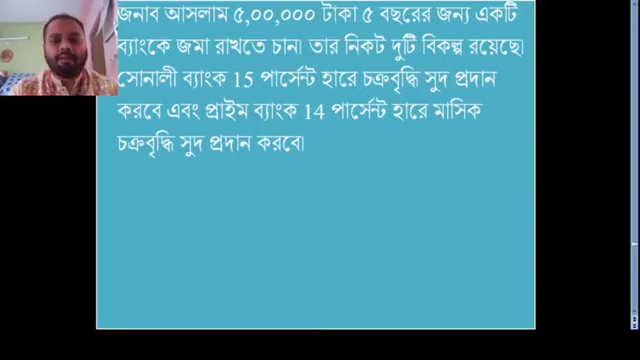 জনাব আসলাম ৫,০০,০০০ টাকা ৫ বছরের জন্য একটি
ব্যাংকে জমা রাখতে চান। তার নিকট দুটি বিকল্প রয়েছে।
সোনালী ব্যাংক 15 পার্সেন্ট হারে চক্রবৃদ্ধি সুদ প্রদান
করবে এবং প্রাইম ব্যাংক 14 পার্সেন্ট হারে মাসিক
চক্রবৃদ্ধি সুদ প্রদান করবে।